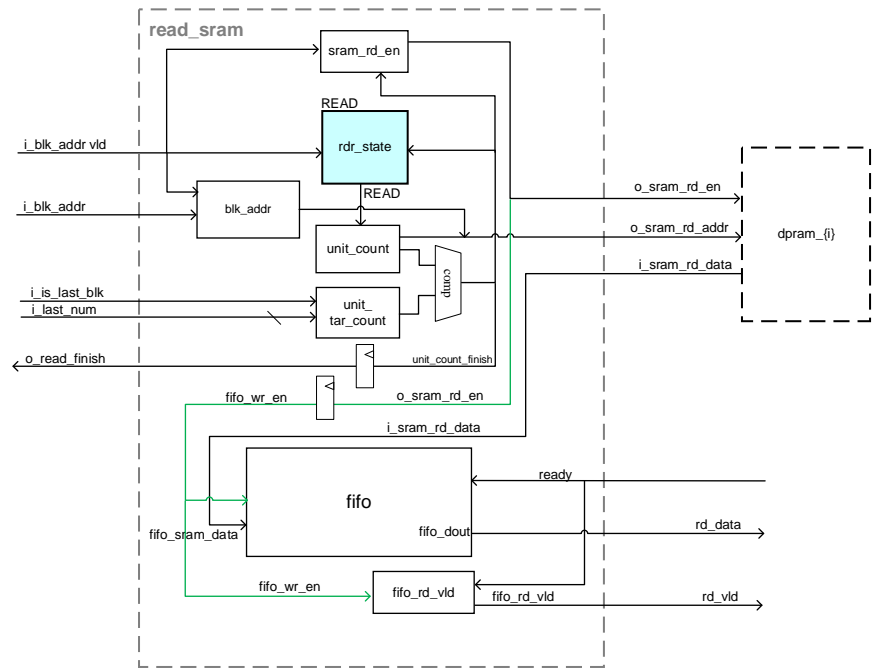 read_sram
sram_rd_en
READ
i_blk_addr vld
rdr_state
READ
o_sram_rd_en
i_blk_addr
blk_addr
o_sram_rd_addr
dpram_{i}
unit_count
i_sram_rd_data
comp
i_is_last_blk
i_last_num
unit_
tar_count
o_read_finish
unit_count_finish
fifo_wr_en
o_sram_rd_en
i_sram_rd_data
ready
fifo
fifo_sram_data
fifo_dout
rd_data
fifo_wr_en
fifo_rd_vld
fifo_rd_vld
rd_vld